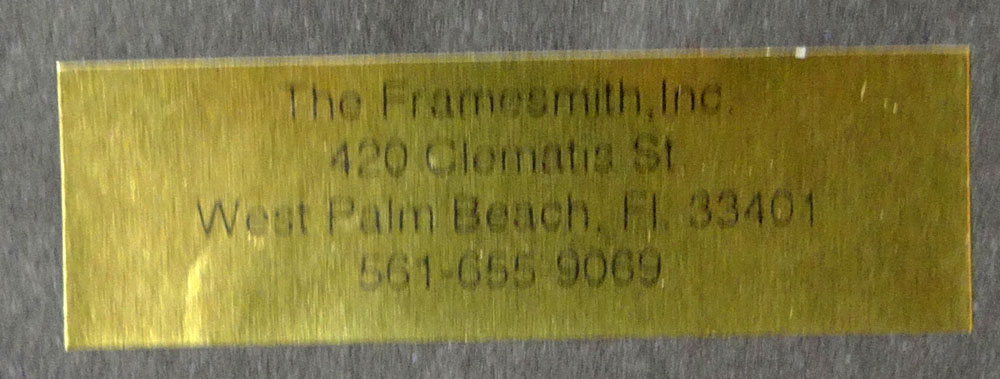 The Framesmith,Inc.
420 Clematis St
West Palm Beach, Fl. 33401
561-655-9069